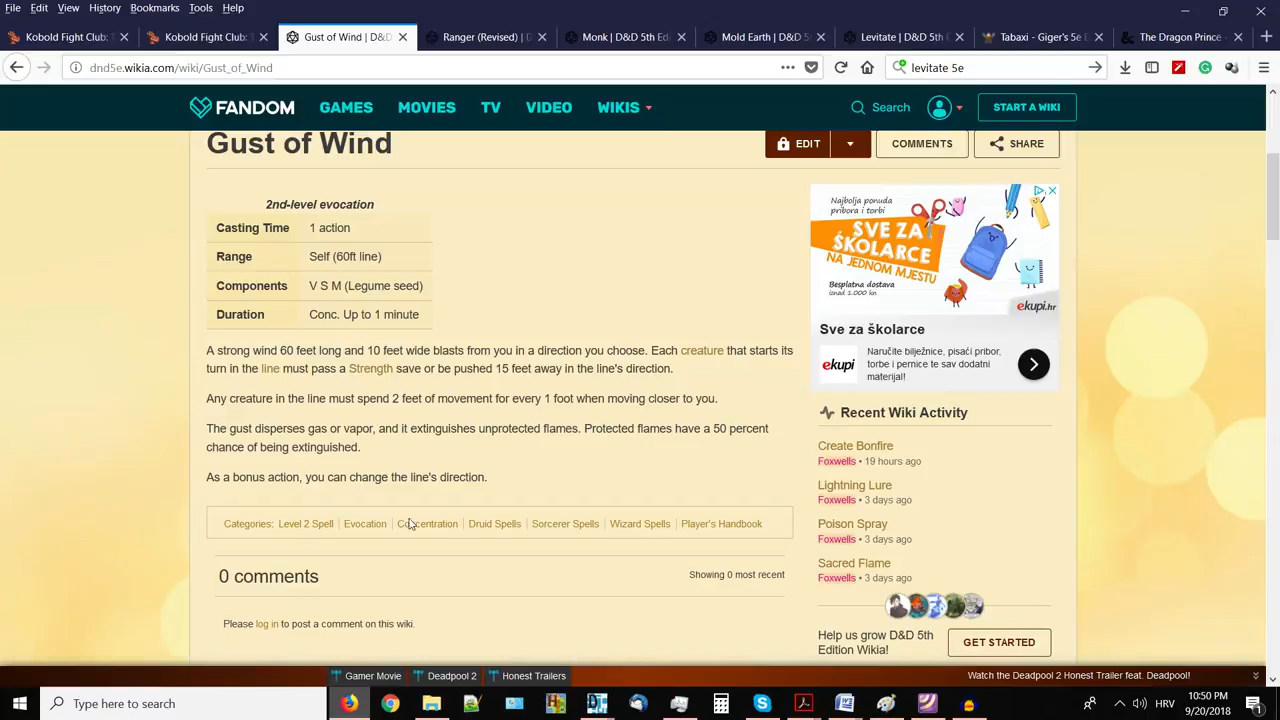 File Edit View History Bookmarks Tools Help
Kobold Fight Club: Kobold Fight Club: Gust of Wind | D&D Ranger (Revised) | D Monk | D&D 5th Ed Mold Earth | D&D 5 Levitate | D&D 5th Tabaxi - Giger's 5e The Dragon Prince -
dnd5e.wikia.com/wiki/Gust_of_Wind levitate 5e
FANDOM GAMES MOVIES TV VIDEO WIKIS Search START A WIKI
Gust of Wind EDIT COMMENTS SHARE
2nd-level evocation
Casting Time 1 action
Range Self (60ft line)
Components V S M (Legume seed)
Duration Conc. Up to 1 minute
A strong wind 60 feet long and 10 feet wide blasts from you in a direction you choose. Each creature that starts its
turn in the line must pass a Strength save or be pushed 15 feet away in the line's direction.
Any creature in the line must spend 2 feet of movement for every 1 foot when moving closer to you.
The gust disperses gas or vapor, and it extinguishes unprotected flames. Protected flames have a 50 percent
chance of being extinguished.
As a bonus action, you can change the line's direction.
Categories: Level 2 Spell Evocation Concentration Druid Spells Sorcerer Spells Wizard Spells Player's Handbook
0 comments Showing 0 most recent
Please log in to post a comment on this wiki.
Najbolja ponuda
pribora i torbi
SVE ZA
ŠKOLARCE
NA JEDNOM MJESTU
Besplatna dostava
iznad 1.000 kn
ekupi.hr
Sve za školarce
ekupi
Naručite bilježnice, pisaći pribor,
torbe i pernice te sav dodatni
materijal!
Recent Wiki Activity
Create Bonfire
Foxwells • 19 hours ago
Lightning Lure
Foxwells • 3 days ago
Poison Spray
Foxwells • 3 days ago
Sacred Flame
Foxwells • 3 days ago
Help us grow D&D 5th
Edition Wikia!
GET STARTED
Gamer Movie Deadpool 2 Honest Trailers Watch the Deadpool 2 Honest Trailer feat. Deadpool!
Type here to search HRV 10:50 PM
9/20/2018